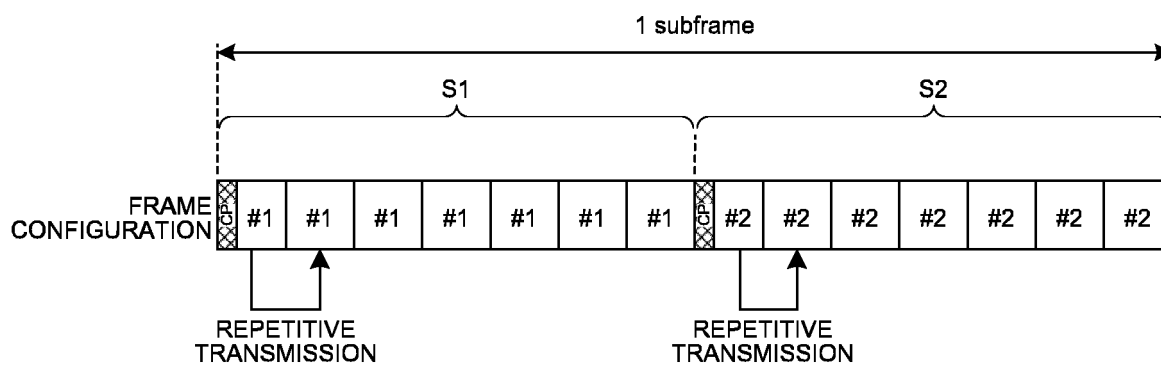 1 subframe
S1 S2
FRAME
CONFIGURATION
CP #1 #1 #1 #1 #1 #1 #1 CP #2 #2 #2 #2 #2 #2 #2
REPETITIVE REPETITIVE
TRANSMISSION TRANSMISSION